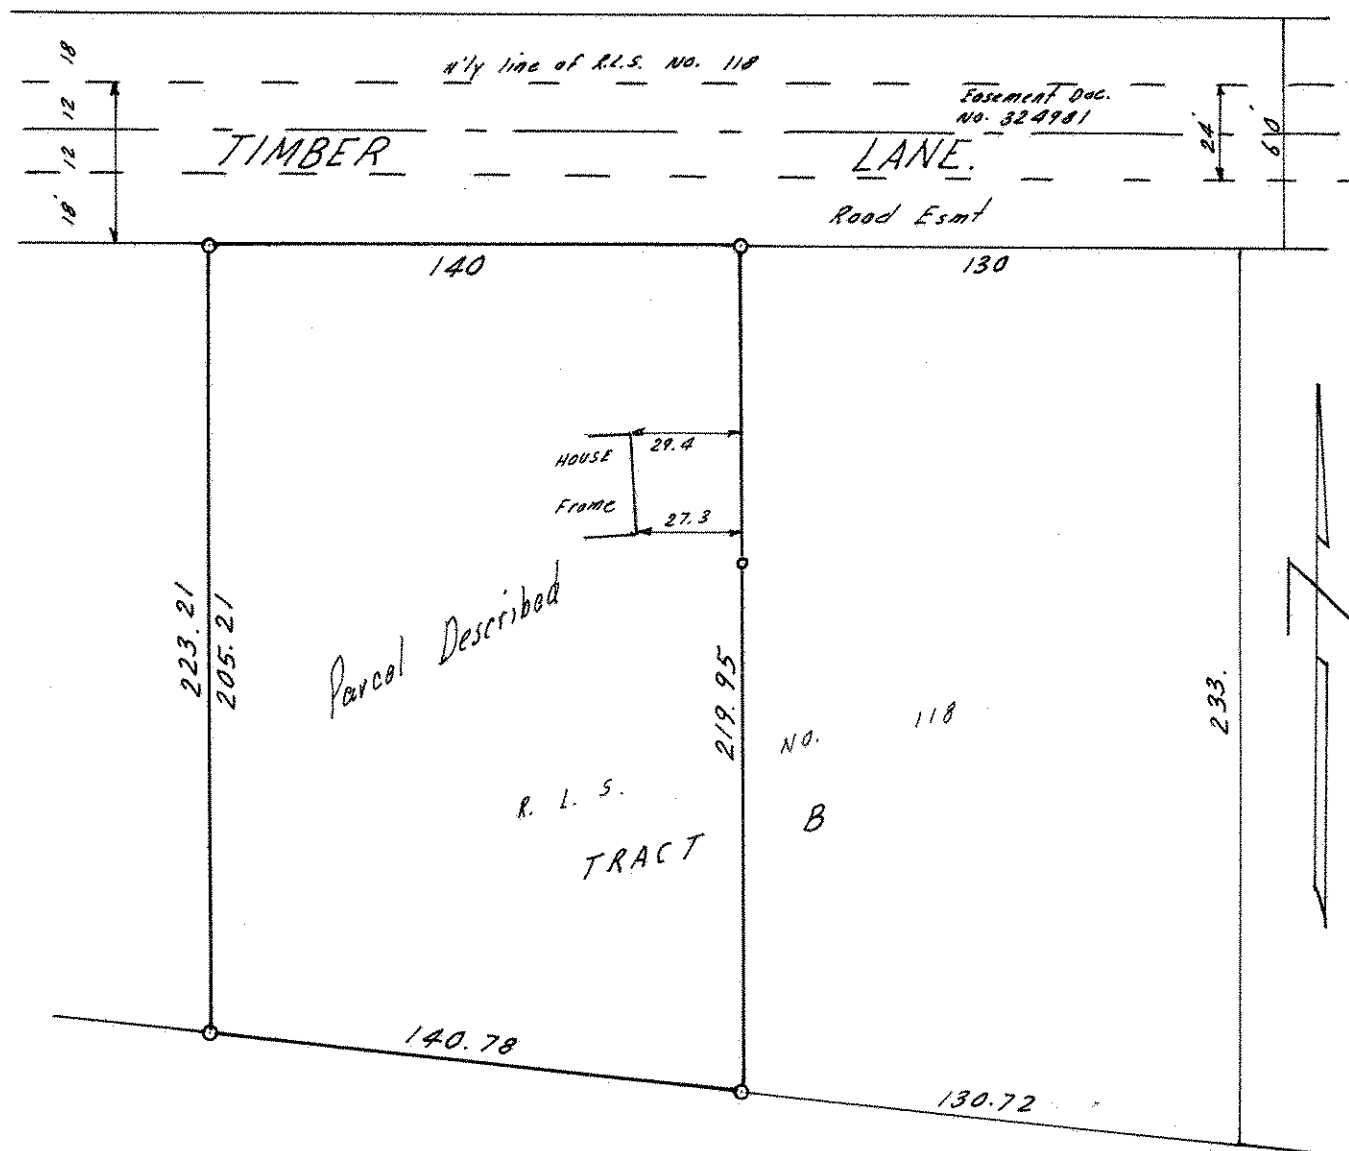 18
N'ly line of R.L.S. No. 118
12
Easement Doc.
No. 324981
TIMBER LANE.
24'
60'
12
18'
Road Esmt
140
130
29.4
HOUSE
Frame
27.3
223.21
205.21
Parcel Described
219.95
233.
No. 118
R. L. S.
B
TRACT
140.78
130.72